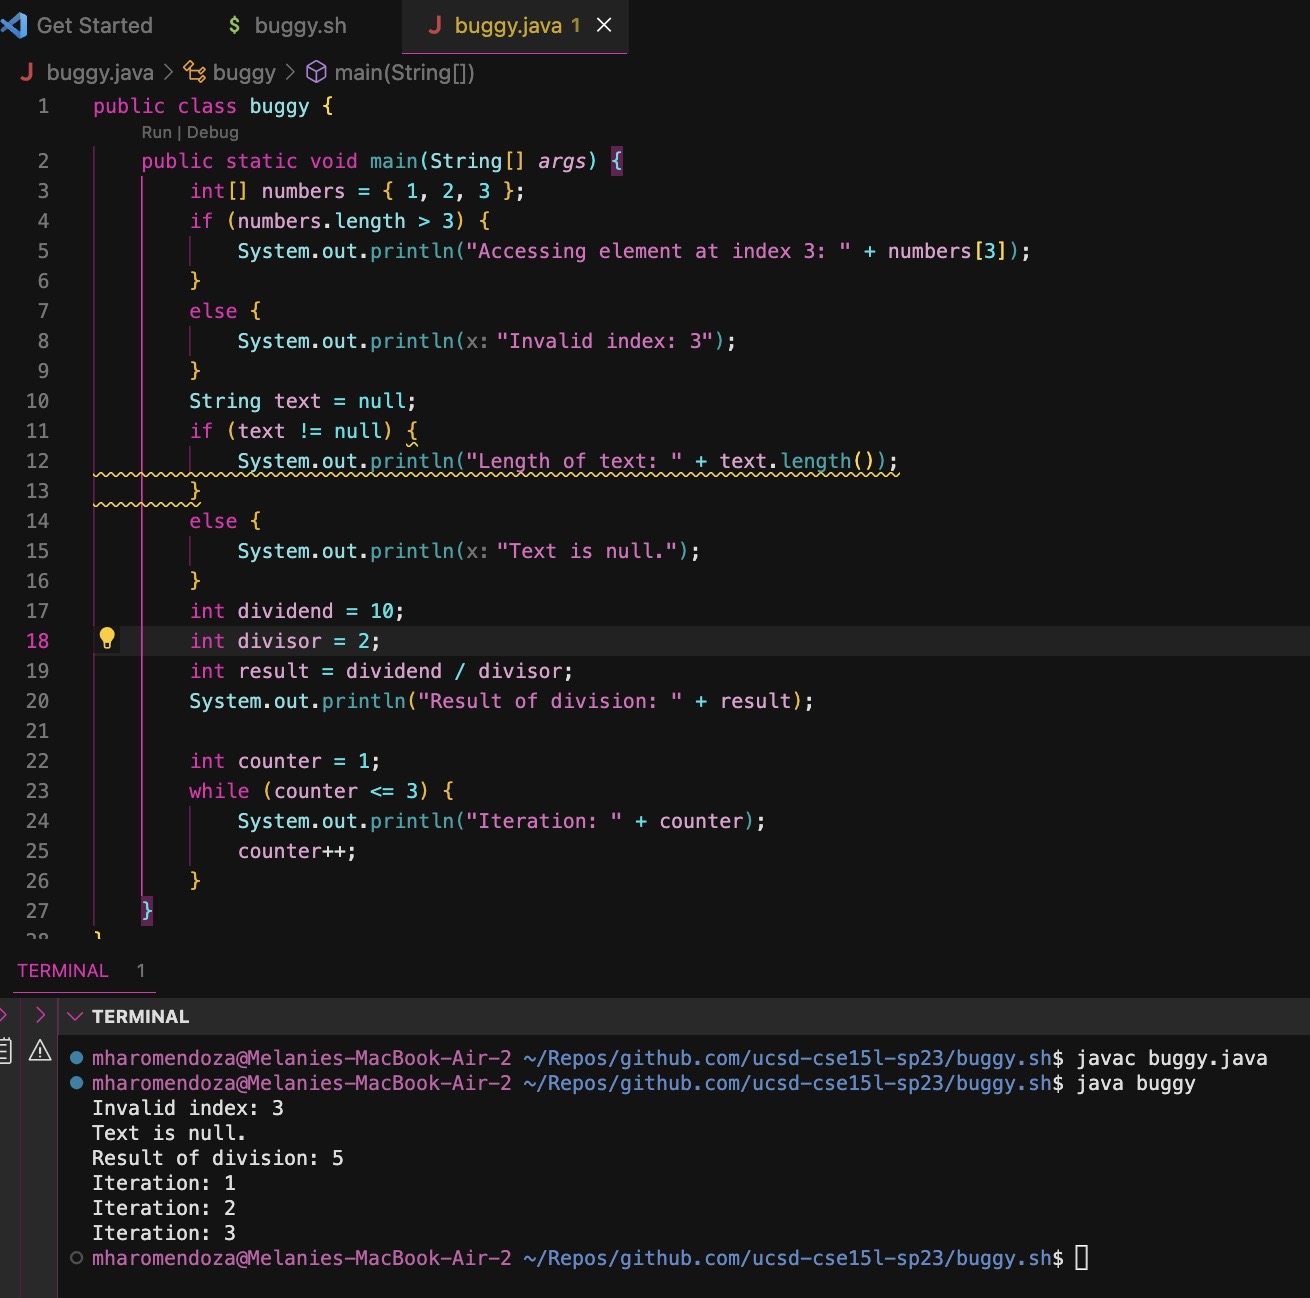 Get Started $ buggy.sh J buggy.java 1 ×
J buggy.java > buggy > main(String[])
1 public class buggy {
Run | Debug
2 public static void main(String[] args) {
3 int[] numbers = { 1, 2, 3 };
4 if (numbers.length > 3) {
5 System.out.println("Accessing element at index 3: " + numbers[3]);
6 }
7 else {
8 System.out.println(x: "Invalid index: 3");
9 }
10 String text = null;
11 if (text != null) {
12 System.out.println("Length of text: " + text.length());
13 }
14 else {
15 System.out.println(x: "Text is null.");
16 }
17 int dividend = 10;
18 int divisor = 2;
19 int result = dividend / divisor;
20 System.out.println("Result of division: " + result);
21
22 int counter = 1;
23 while (counter <= 3) {
24 System.out.println("Iteration: " + counter);
25 counter++;
26 }
27 }
28 }
TERMINAL 1
TERMINAL
mharomendoza@Melanies-MacBook-Air-2 ~/Repos/github.com/ucsd-cse15l-sp23/buggy.sh$ javac buggy.java
mharomendoza@Melanies-MacBook-Air-2 ~/Repos/github.com/ucsd-cse15l-sp23/buggy.sh$ java buggy
Invalid index: 3
Text is null.
Result of division: 5
Iteration: 1
Iteration: 2
Iteration: 3
mharomendoza@Melanies-MacBook-Air-2 ~/Repos/github.com/ucsd-cse15l-sp23/buggy.sh$